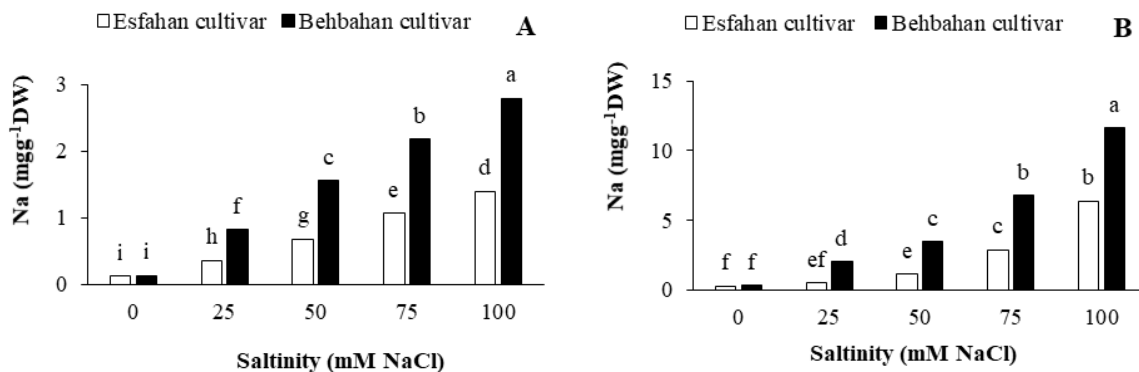 Esfahan cultivar Behbahan cultivar A
Na (mgg⁻¹DW)
3
2
1
0
i i h f g c e b d a
0 25 50 75 100
Saltinity (mM NaCl)
Esfahan cultivar Behbahan cultivar B
Na (mgg⁻¹DW)
15
10
5
0
f f ef d e c c b b a
0 25 50 75 100
Saltinity (mM NaCl)